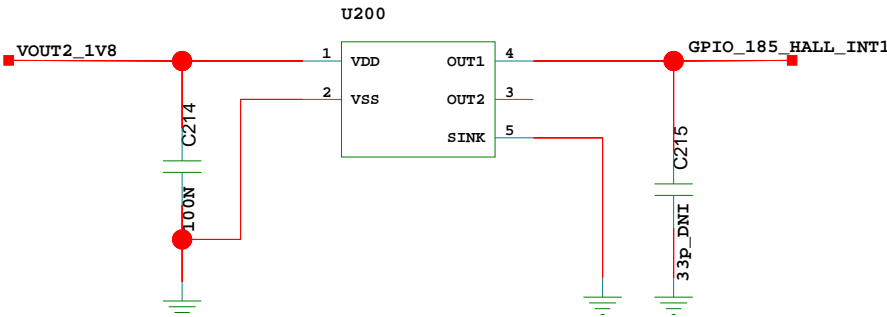 U200
VOUT2_1V8
1
VDD
OUT1
4
GPIO_185_HALL_INT1
2
VSS
OUT2
3
SINK
5
C214
100N
C215
33p_DNI